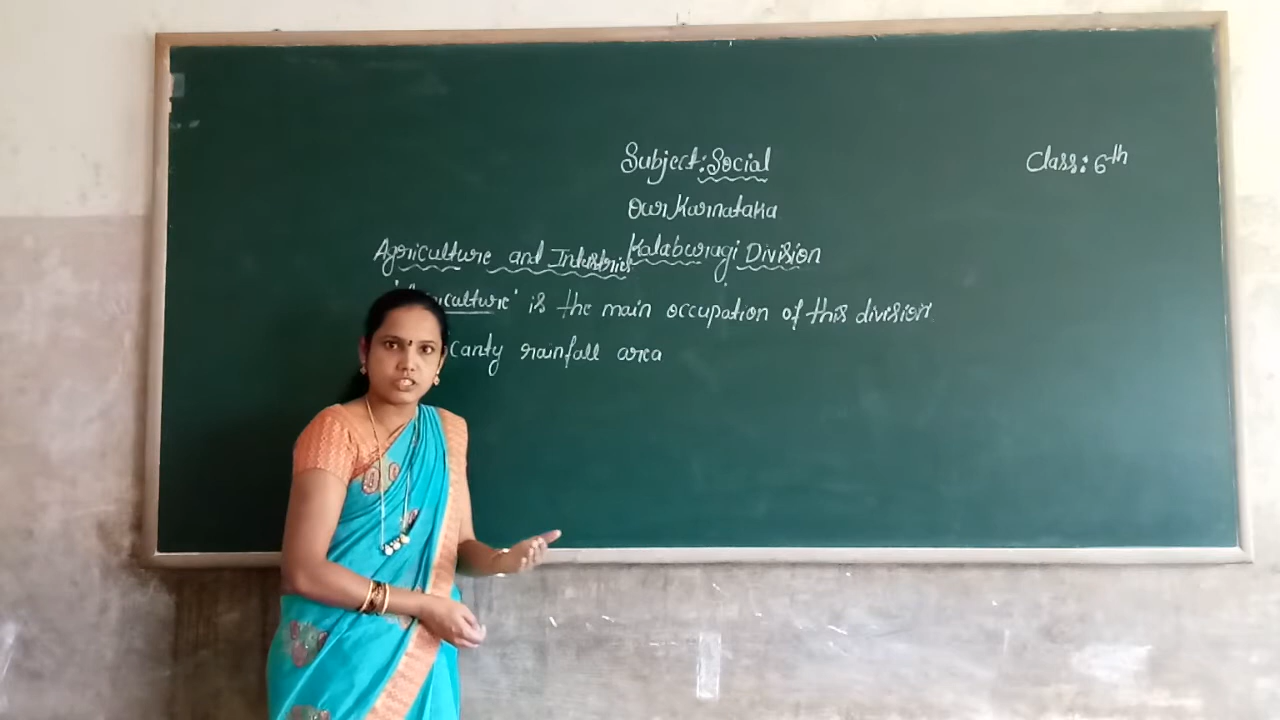 Subject: Social
Class: 6th
Our Karnataka
Kalaburagi Division
Agriculture and Industries
'Agriculture' is the main occupation of this division
canty rainfall area